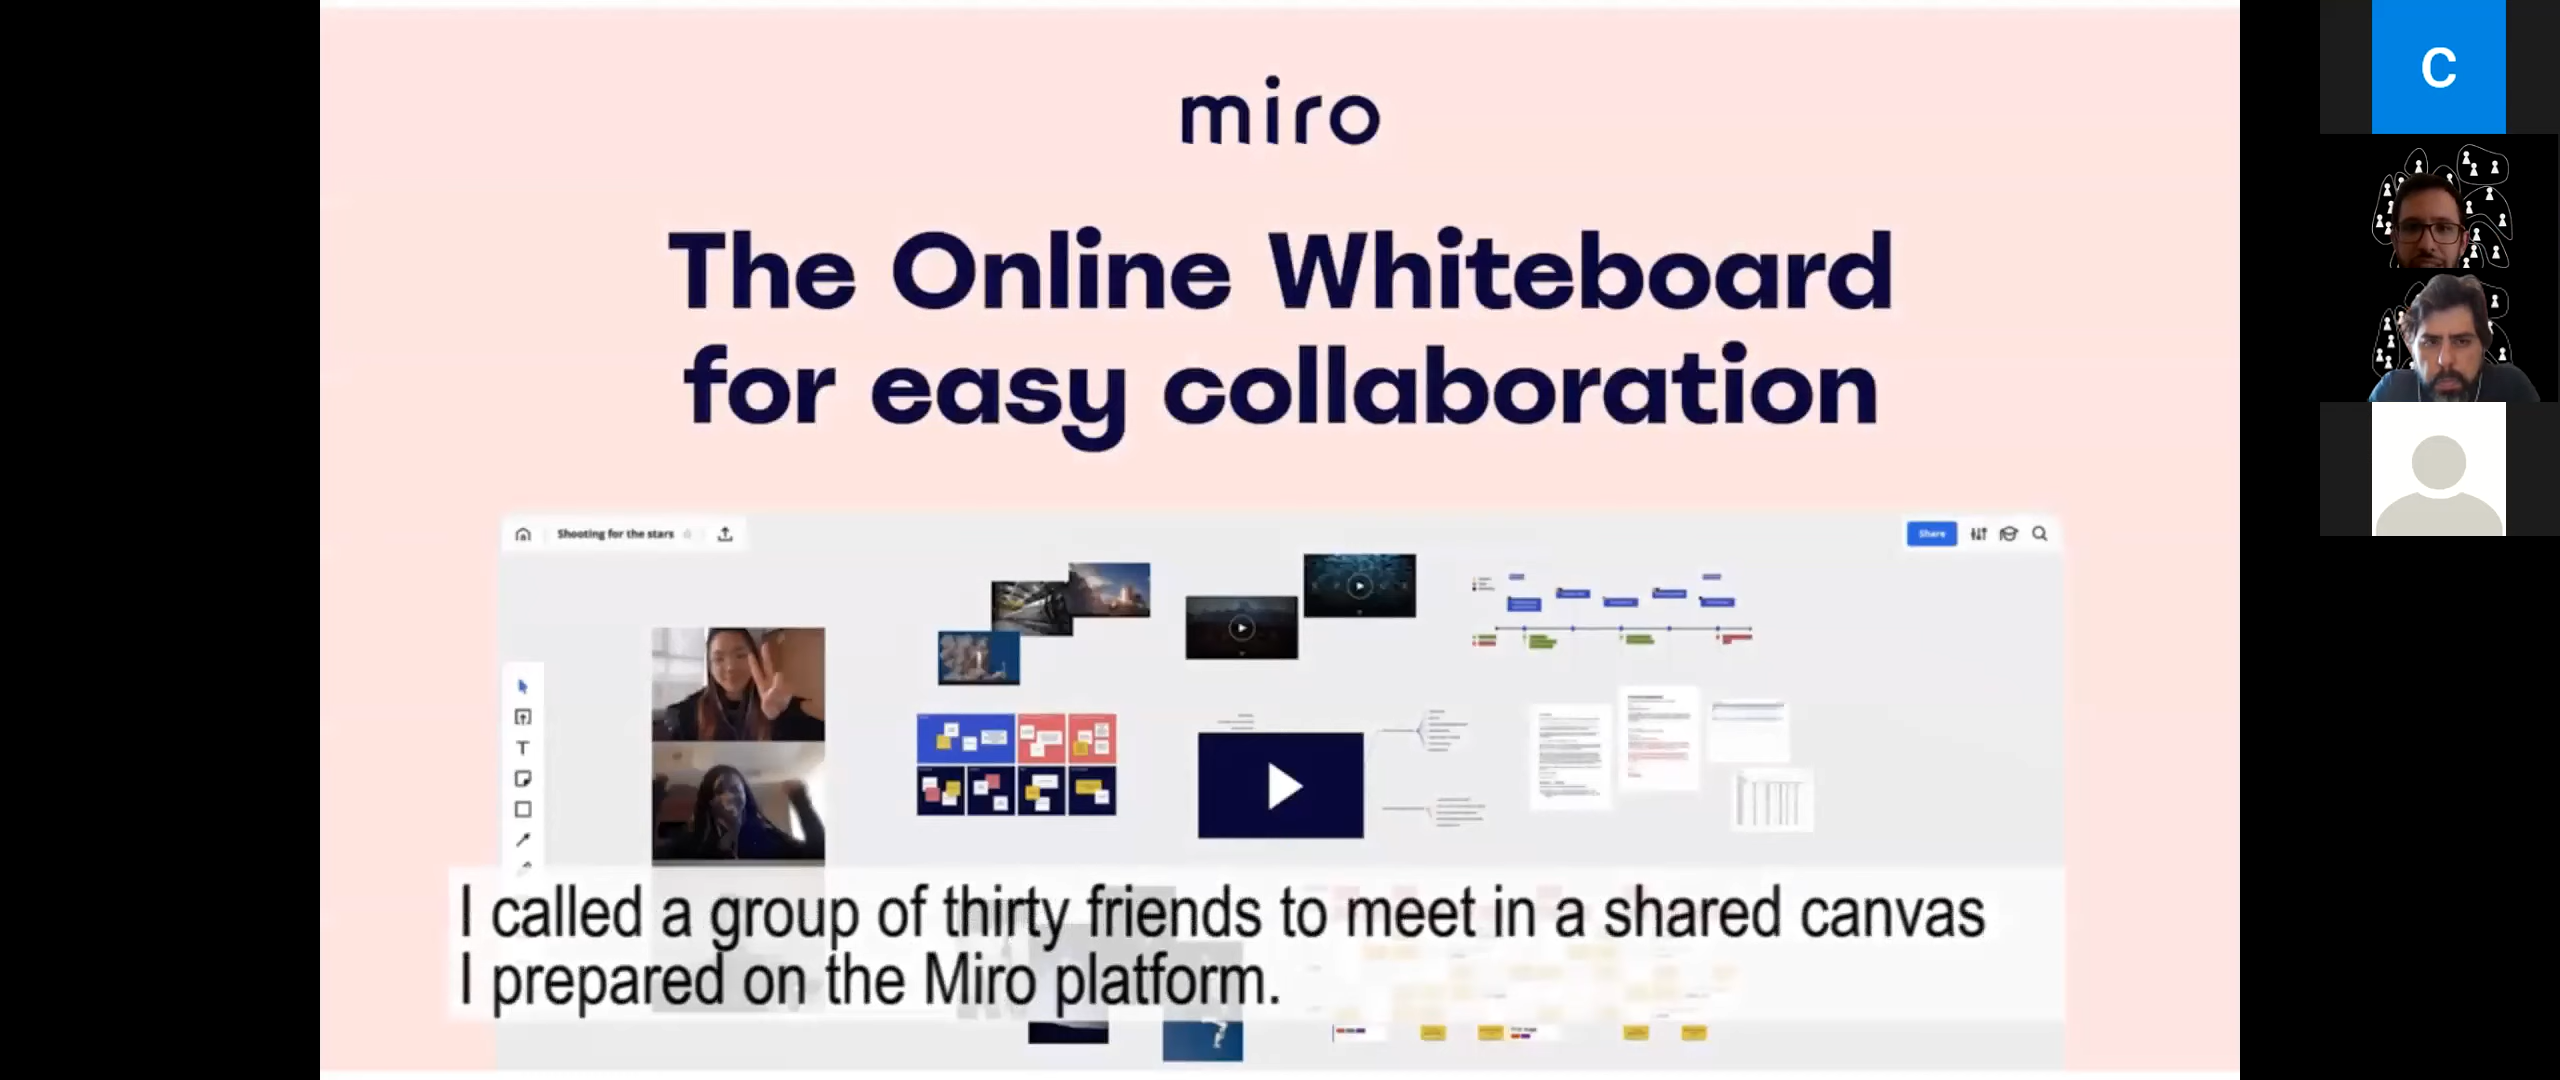 miro
The Online Whiteboard
for easy collaboration
Shooting for the stars
Share
I called a group of thirty friends to meet in a shared canvas
I prepared on the Miro platform.
C